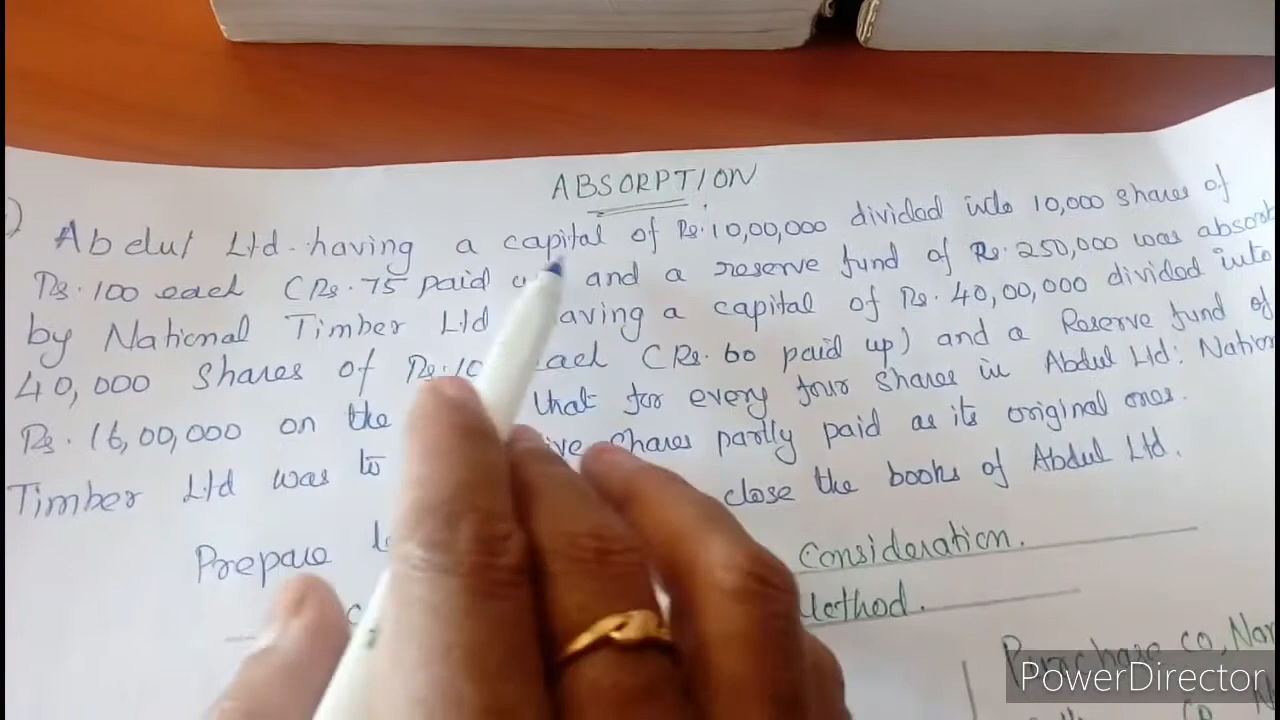 ABSORPTION
Abdul Ltd. having a capital of Rs. 10,00,000 divided into 10,000 shares of
Rs. 100 each (Rs. 75 paid and a reserve fund of Rs. 250,000 was absorb
by National Timber Ltd having a capital of Rs. 40,00,000 divided into
40,000 shares of Rs. 10 each (Rs. 60 paid up) and a Reserve fund of
Rs. 16,00,000 on the that for every four shares in Abdul Ltd: Nation
Timber Ltd was to shares partly paid as its original ones.
Prepare close the books of Abdul Ltd.
Consideration.
Method.
Purchase Co, Na
PowerDirector